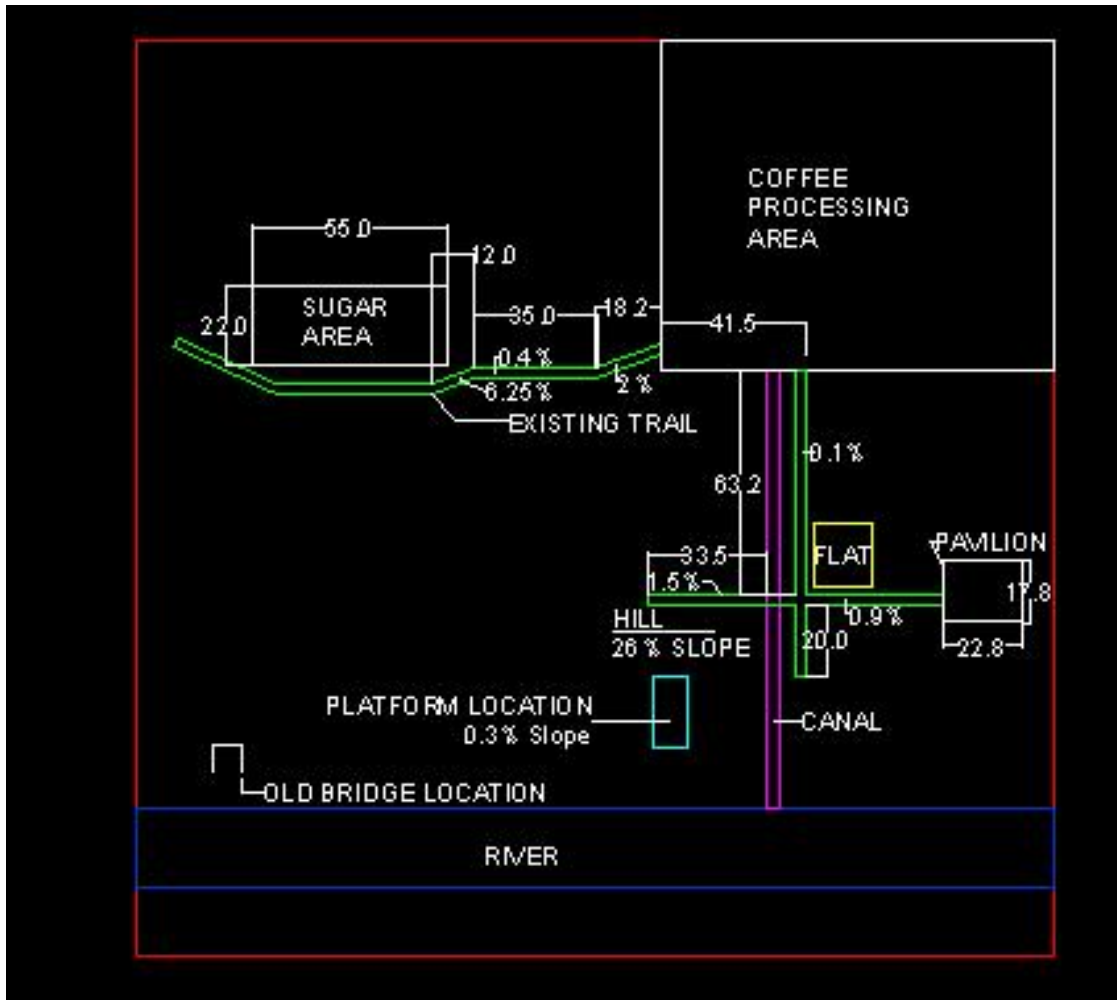 COFFEE
PROCESSING
AREA
55.0
12.0
SUGAR
AREA
22.0
35.0
18.2
41.5
0.4%
6.25%
2%
EXISTING TRAIL
0.1%
63.2
33.5
FLAT
PAVILION
1.5%
17.8
0.9%
HILL
26% SLOPE
20.0
22.8
PLATFORM LOCATION
0.3% Slope
CANAL
OLD BRIDGE LOCATION
RIVER